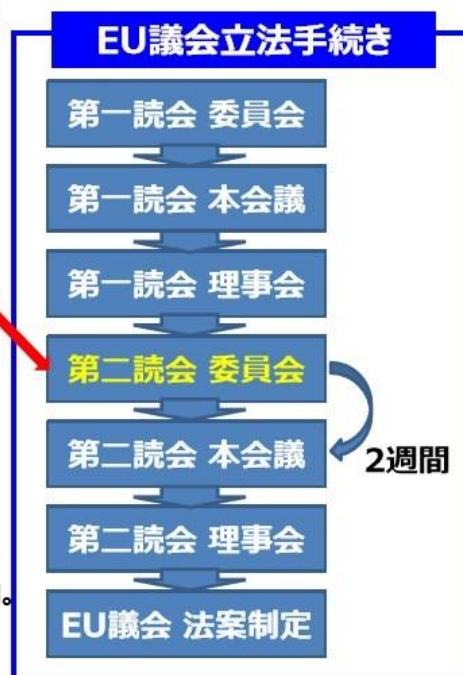 EU議会立法手続き
第一読会 委員会
第一読会 本会議
第一読会 理事会
第二読会 委員会
第二読会 本会議
2週間
第二読会 理事会
。
EU議会 法案制定